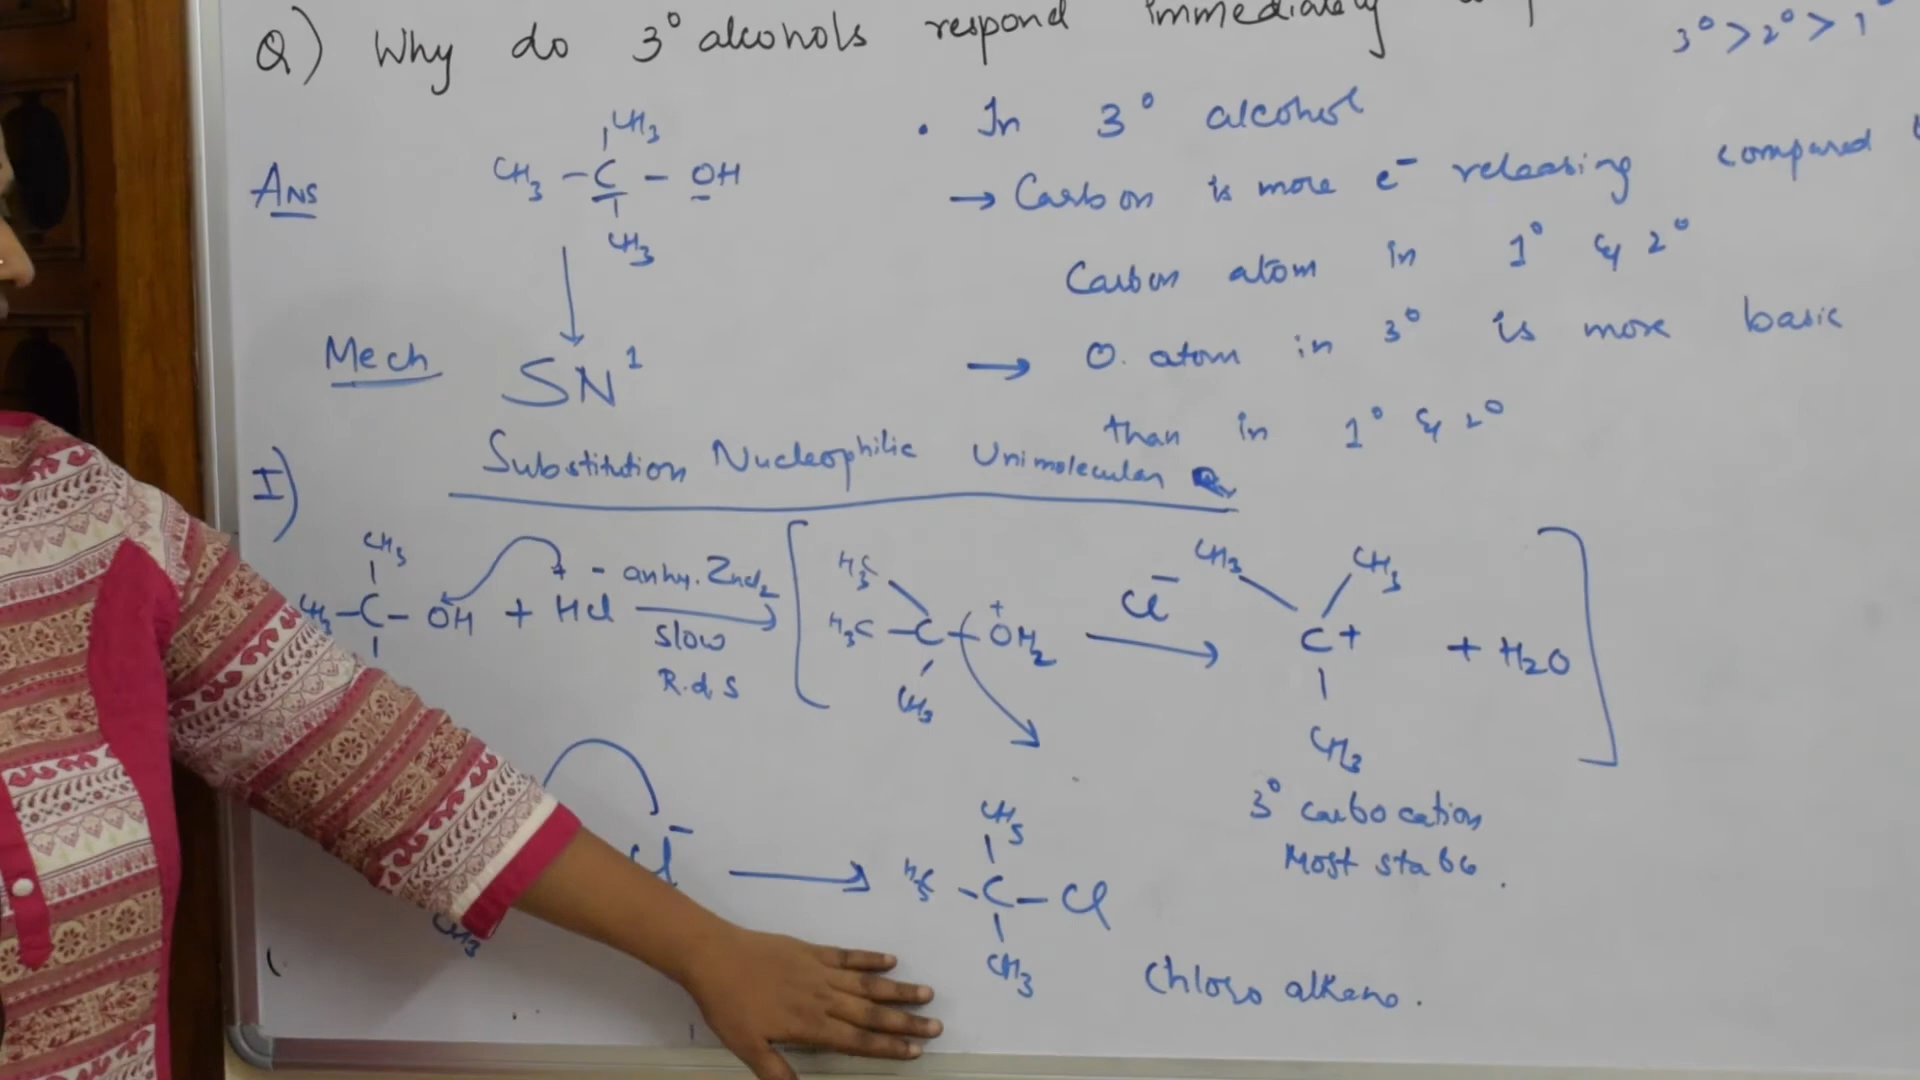 Q) Why do 3° alcohols respond immediately
3° > 2° > 1°
Ans
CH3
CH3 - C - OH
CH3
• In 3° alcohol
→ Carbon is more e⁻ releasing compared
Carbon atom in 1° & 2°
→ O. atom in 3° is more basic
than in 1° & 2°
Mech SN¹
Substitution Nucleophilic Unimolecular
I)
CH3
CH3 - C - OH + HCl
+ -
anhy. ZnCl2
slow
R.d.s
H3C
H3C - C - O⁺H2
CH3
Cl⁻
CH3 CH3
C+ + H2O
CH3
3° carbocation
Most stable.
CH3
Cl⁻
CH3
H3C - C - Cl
CH3
Chloro alkane.